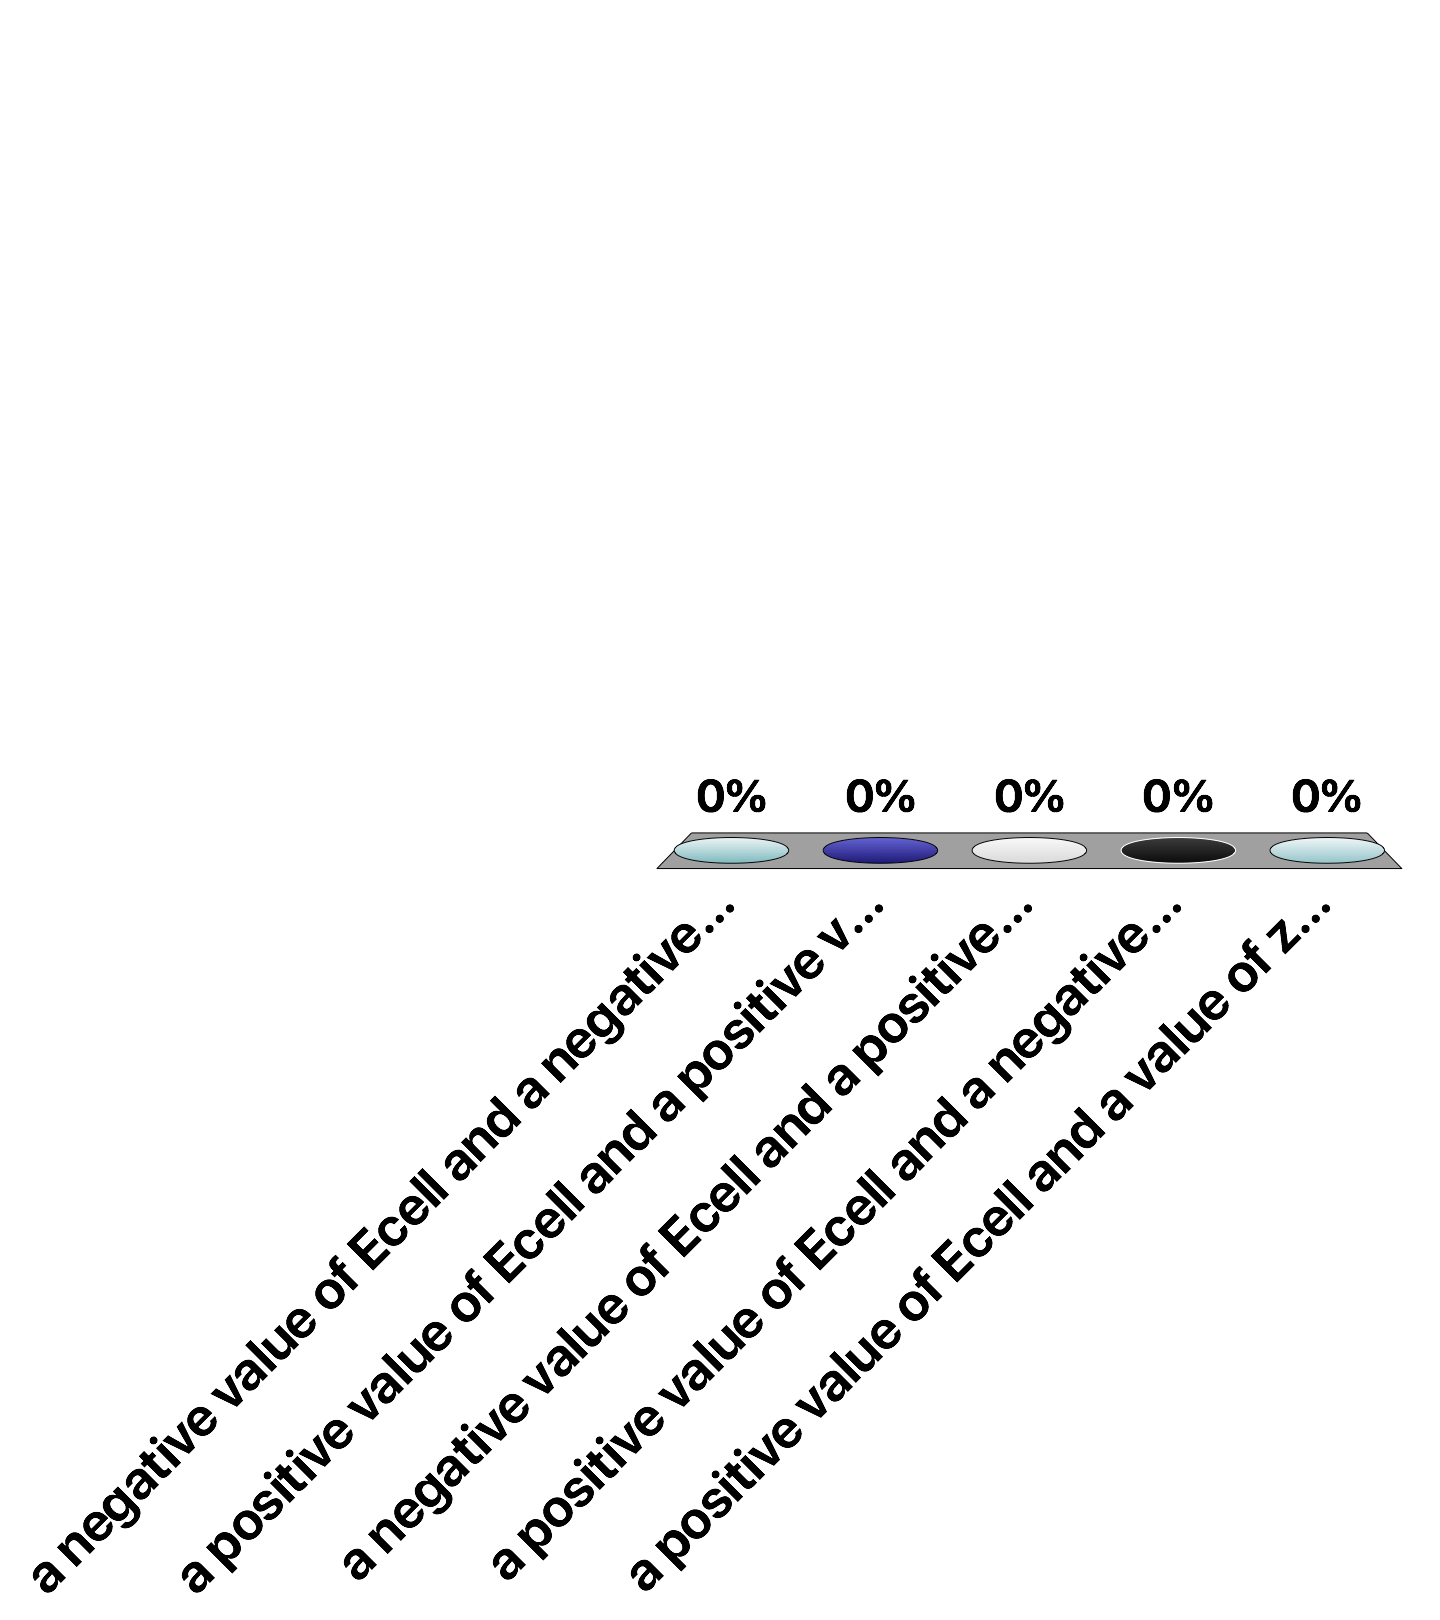 0% 0% 0% 0% 0%
a negative value of Ecell and a negative...
a positive value of Ecell and a positive v...
a negative value of Ecell and a positive...
a positive value of Ecell and a negative...
a positive value of Ecell and a value of z...